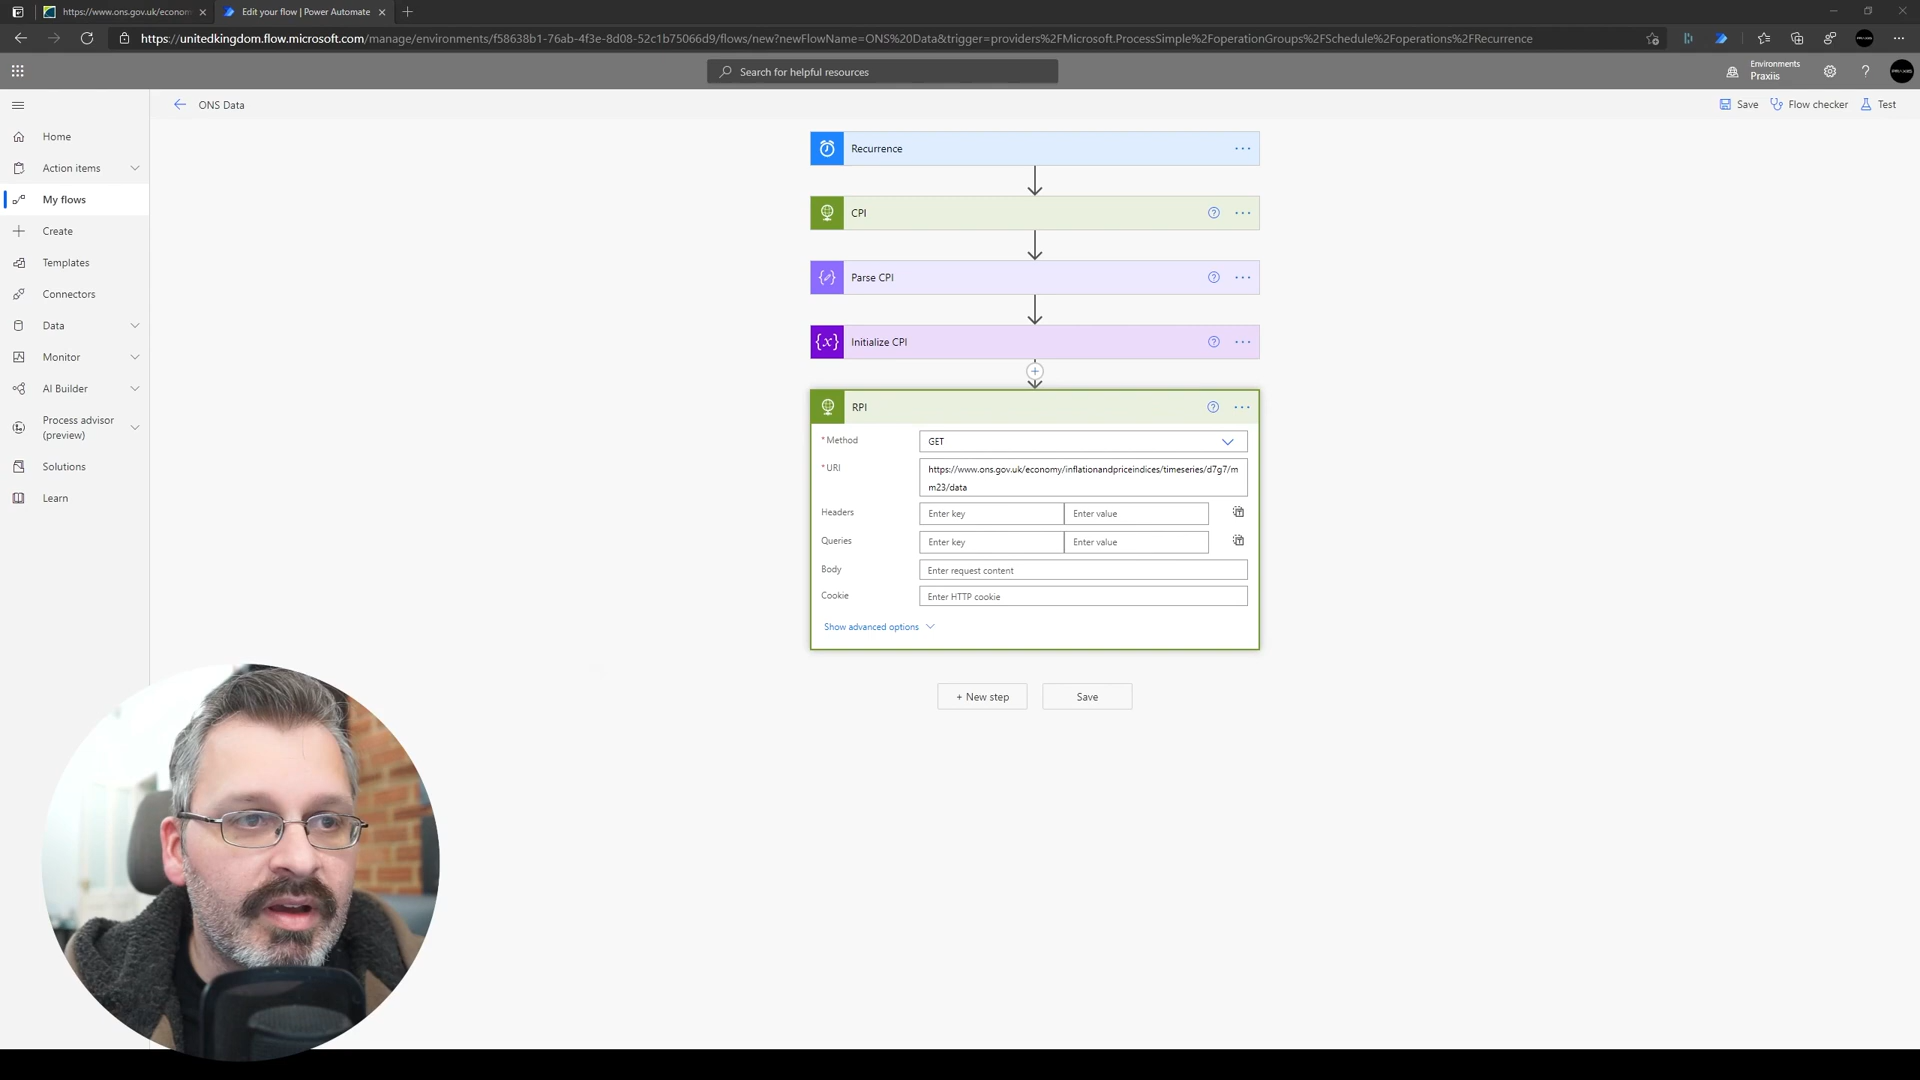 https://www.ons.gov.uk/econom
Edit your flow | Power Automate
https://unitedkingdom.flow.microsoft.com/manage/environments/f58638b1-76ab-4f3e-8d08-52c1b75066d9/flows/new?newFlowName=ONS%20Data&trigger=providers%2FMicrosoft.ProcessSimple%2FoperationGroups%2FSchedule%2Foperations%2FRecurrence
Search for helpful resources
Environments
Praxiis
ONS Data
Save
Flow checker
Test
Home
Action items
My flows
Create
Templates
Connectors
Data
Monitor
AI Builder
Process advisor
(preview)
Solutions
Learn
Recurrence
CPI
Parse CPI
Initialize CPI
RPI
* Method
GET
* URI
https://www.ons.gov.uk/economy/inflationandpriceindices/timeseries/d7g7/m
m23/data
Headers
Enter key
Enter value
Queries
Enter key
Enter value
Body
Enter request content
Cookie
Enter HTTP cookie
Show advanced options
+ New step
Save